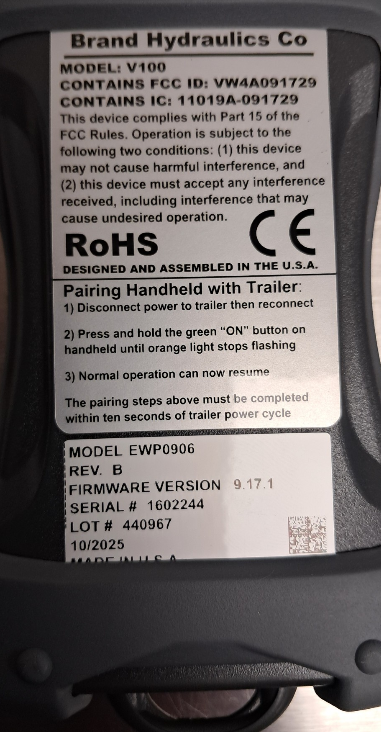 Brand Hydraulics Co
MODEL: V100
CONTAINS FCC ID: VW4A091729
CONTAINS IC: 11019A-091729
This device complies with Part 15 of the
FCC Rules. Operation is subject to the
following two conditions: (1) this device
may not cause harmful interference, and
(2) this device must accept any interference
received, including interference that may
cause undesired operation.
RoHS CE
DESIGNED AND ASSEMBLED IN THE U.S.A.
Pairing Handheld with Trailer:
1) Disconnect power to trailer then reconnect
2) Press and hold the green "ON" button on
handheld until orange light stops flashing
3) Normal operation can now resume
The pairing steps above must be completed
within ten seconds of trailer power cycle
MODEL EWP0906
REV. B
FIRMWARE VERSION 9.17.1
SERIAL # 1602244
LOT # 440967
10/2025
MADE IN U.S.A.